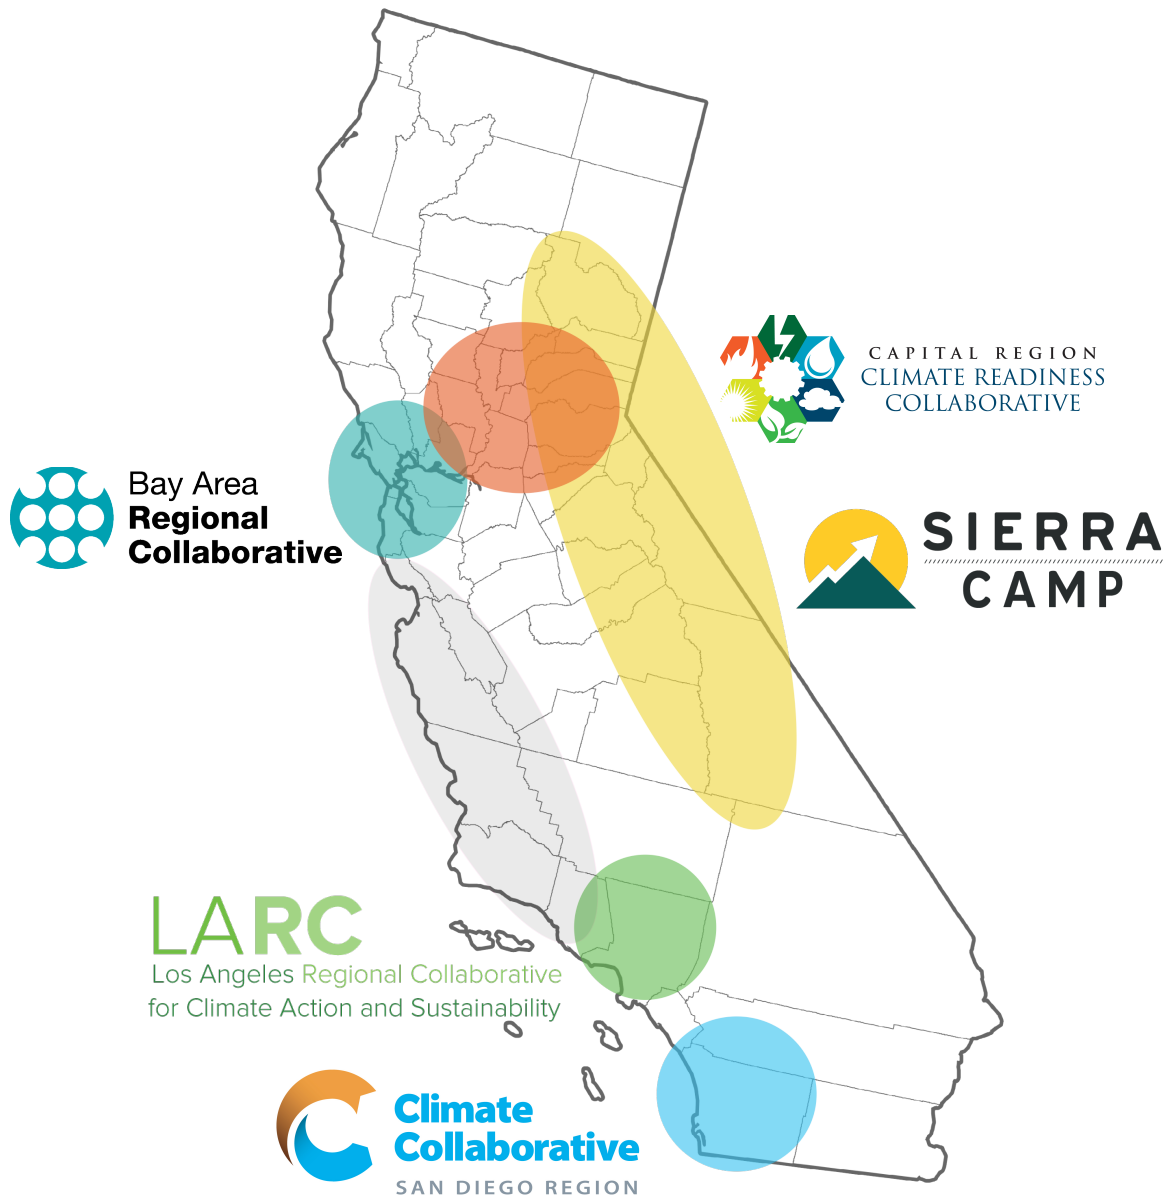 CAPITAL REGION
CLIMATE READINESS
COLLABORATIVE
Bay Area
Regional
Collaborative
SIERRA
CAMP
LARC
Los Angeles Regional Collaborative
for Climate Action and Sustainability
Climate
Collaborative
SAN DIEGO REGION